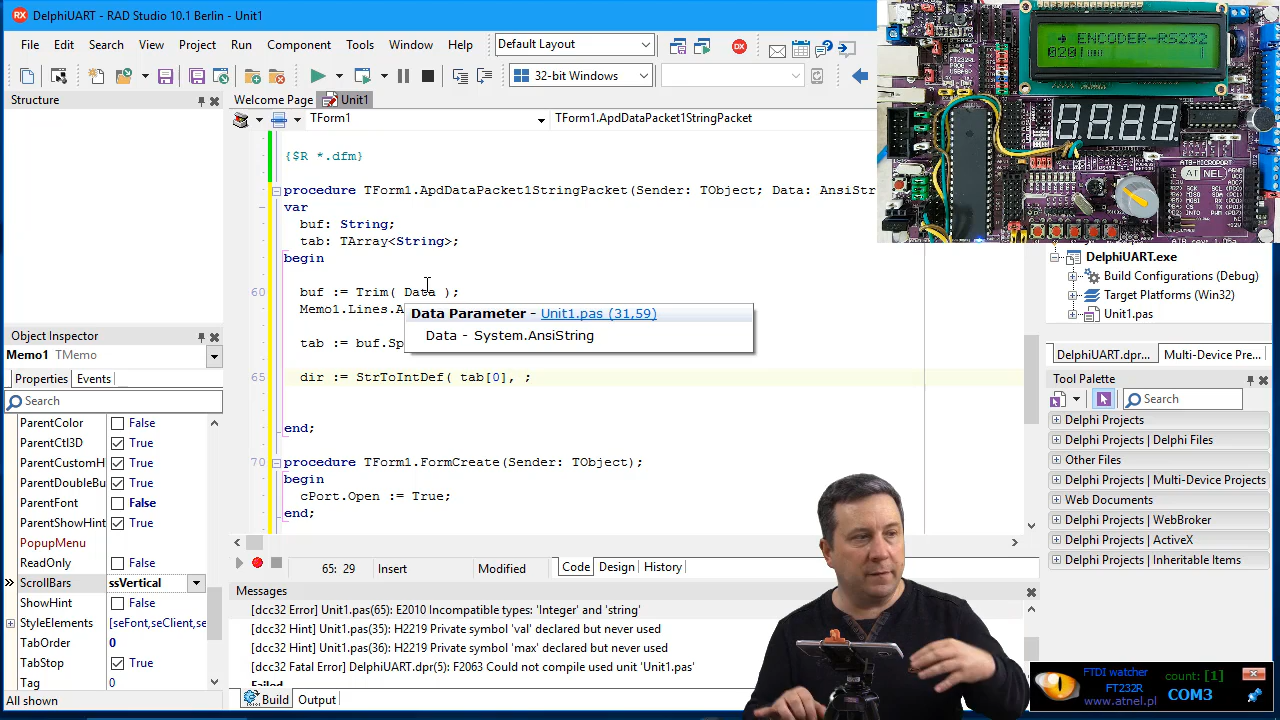 DelphiUART - RAD Studio 10.1 Berlin - Unit1
File Edit Search View Project Run Component Tools Window Help
Default Layout
32-bit Windows
Structure
Welcome Page Unit1
TForm1 TForm1.ApdDataPacket1StringPacket
{$R *.dfm}
procedure TForm1.ApdDataPacket1StringPacket(Sender: TObject; Data: AnsiStr
var
buf: String;
tab: TArray<String>;
begin
60 buf := Trim( Data );
Memo1.Lines.A
Data Parameter - Unit1.pas (31,59)
Data - System.AnsiString
tab := buf.Sp
65 dir := StrToIntDef( tab[0], ;
end;
70 procedure TForm1.FormCreate(Sender: TObject);
begin
cPort.Open := True;
end;
65: 29 Insert Modified Code Design History
Messages
[dcc32 Error] Unit1.pas(65): E2010 Incompatible types: 'Integer' and 'string'
[dcc32 Hint] Unit1.pas(35): H2219 Private symbol 'val' declared but never used
[dcc32 Hint] Unit1.pas(36): H2219 Private symbol 'max' declared but never used
[dcc32 Fatal Error] DelphiUART.dpr(5): F2063 Could not compile used unit 'Unit1.pas'
Failed
Build Output
Object Inspector
Memo1 TMemo
Properties Events
Search
ParentColor False
ParentCtl3D True
ParentCustomH True
ParentDoubleBu True
ParentFont False
ParentShowHint True
PopupMenu
ReadOnly False
ScrollBars ssVertical
ShowHint False
StyleElements [seFont,seClient,se
TabOrder 0
TabStop True
Tag 0
All shown
ENCODER-RS232
FT232R
ATB-MICROPORT
ATNEL
SCK
MISO
MOSI
ATB rev. 1.05a
DelphiUART.exe
Build Configurations (Debug)
Target Platforms (Win32)
Unit1.pas
DelphiUART.dpr... Multi-Device Pre...
Tool Palette
Search
Delphi Projects
Delphi Projects | Delphi Files
Other Files
Delphi Projects | Multi-Device Projects
Web Documents
Delphi Projects | WebBroker
Delphi Projects | ActiveX
Delphi Projects | Inheritable Items
FTDI watcher count: [1]
FT232R COM3
www.atnel.pl